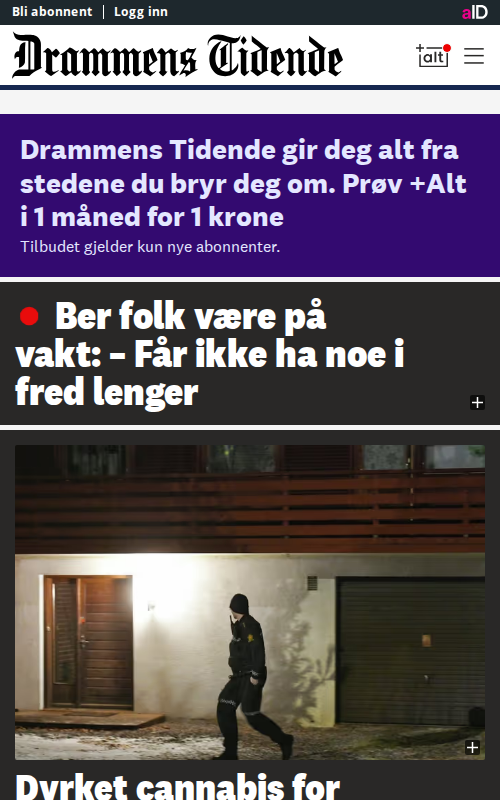 Bli abonnent | Logg inn
aID
Drammens Tidende
+alt
Drammens Tidende gir deg alt fra
stedene du bryr deg om. Prøv +Alt
i 1 måned for 1 krone
Tilbudet gjelder kun nye abonnenter.
Ber folk være på
vakt: – Får ikke ha noe i
fred lenger
Dyrket cannabis for